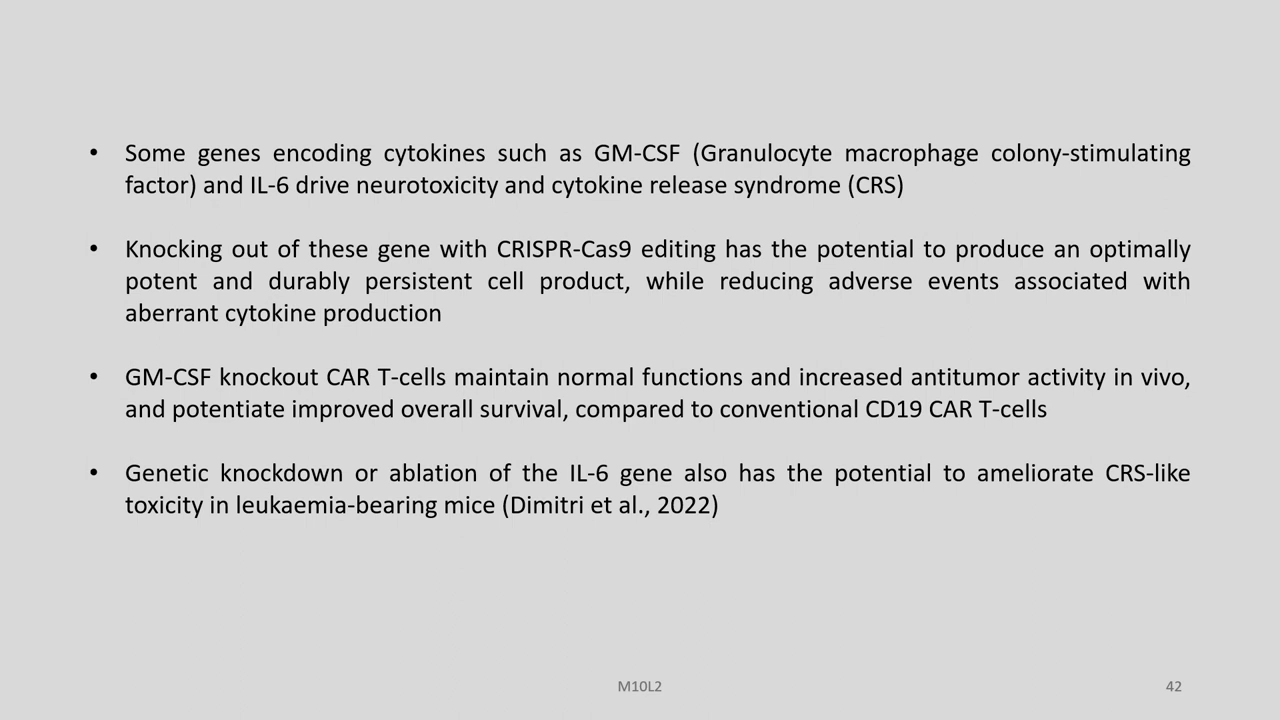 • Some genes encoding cytokines such as GM-CSF (Granulocyte macrophage colony-stimulating
factor) and IL-6 drive neurotoxicity and cytokine release syndrome (CRS)
• Knocking out of these gene with CRISPR-Cas9 editing has the potential to produce an optimally
potent and durably persistent cell product, while reducing adverse events associated with
aberrant cytokine production
• GM-CSF knockout CAR T-cells maintain normal functions and increased antitumor activity in vivo,
and potentiate improved overall survival, compared to conventional CD19 CAR T-cells
• Genetic knockdown or ablation of the IL-6 gene also has the potential to ameliorate CRS-like
toxicity in leukaemia-bearing mice (Dimitri et al., 2022)
M10L2
42